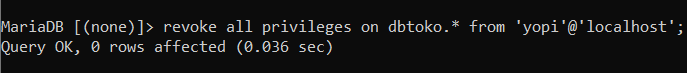 MariaDB [(none)]> revoke all privileges on dbtoko.* from 'yopi'@'localhost';
Query OK, 0 rows affected (0.036 sec)